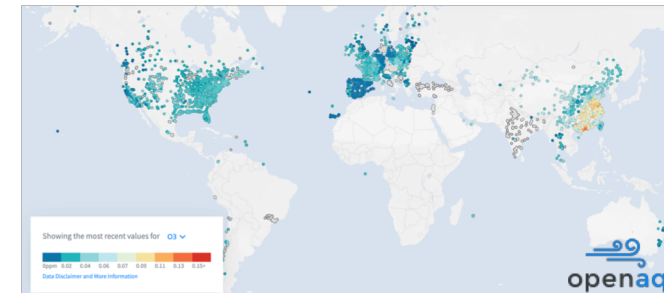 Showing the most recent values for O3
0ppm 0.02 0.04 0.06 0.07 0.09 0.11 0.13 0.15+
Data Disclaimer and More Information
openaq